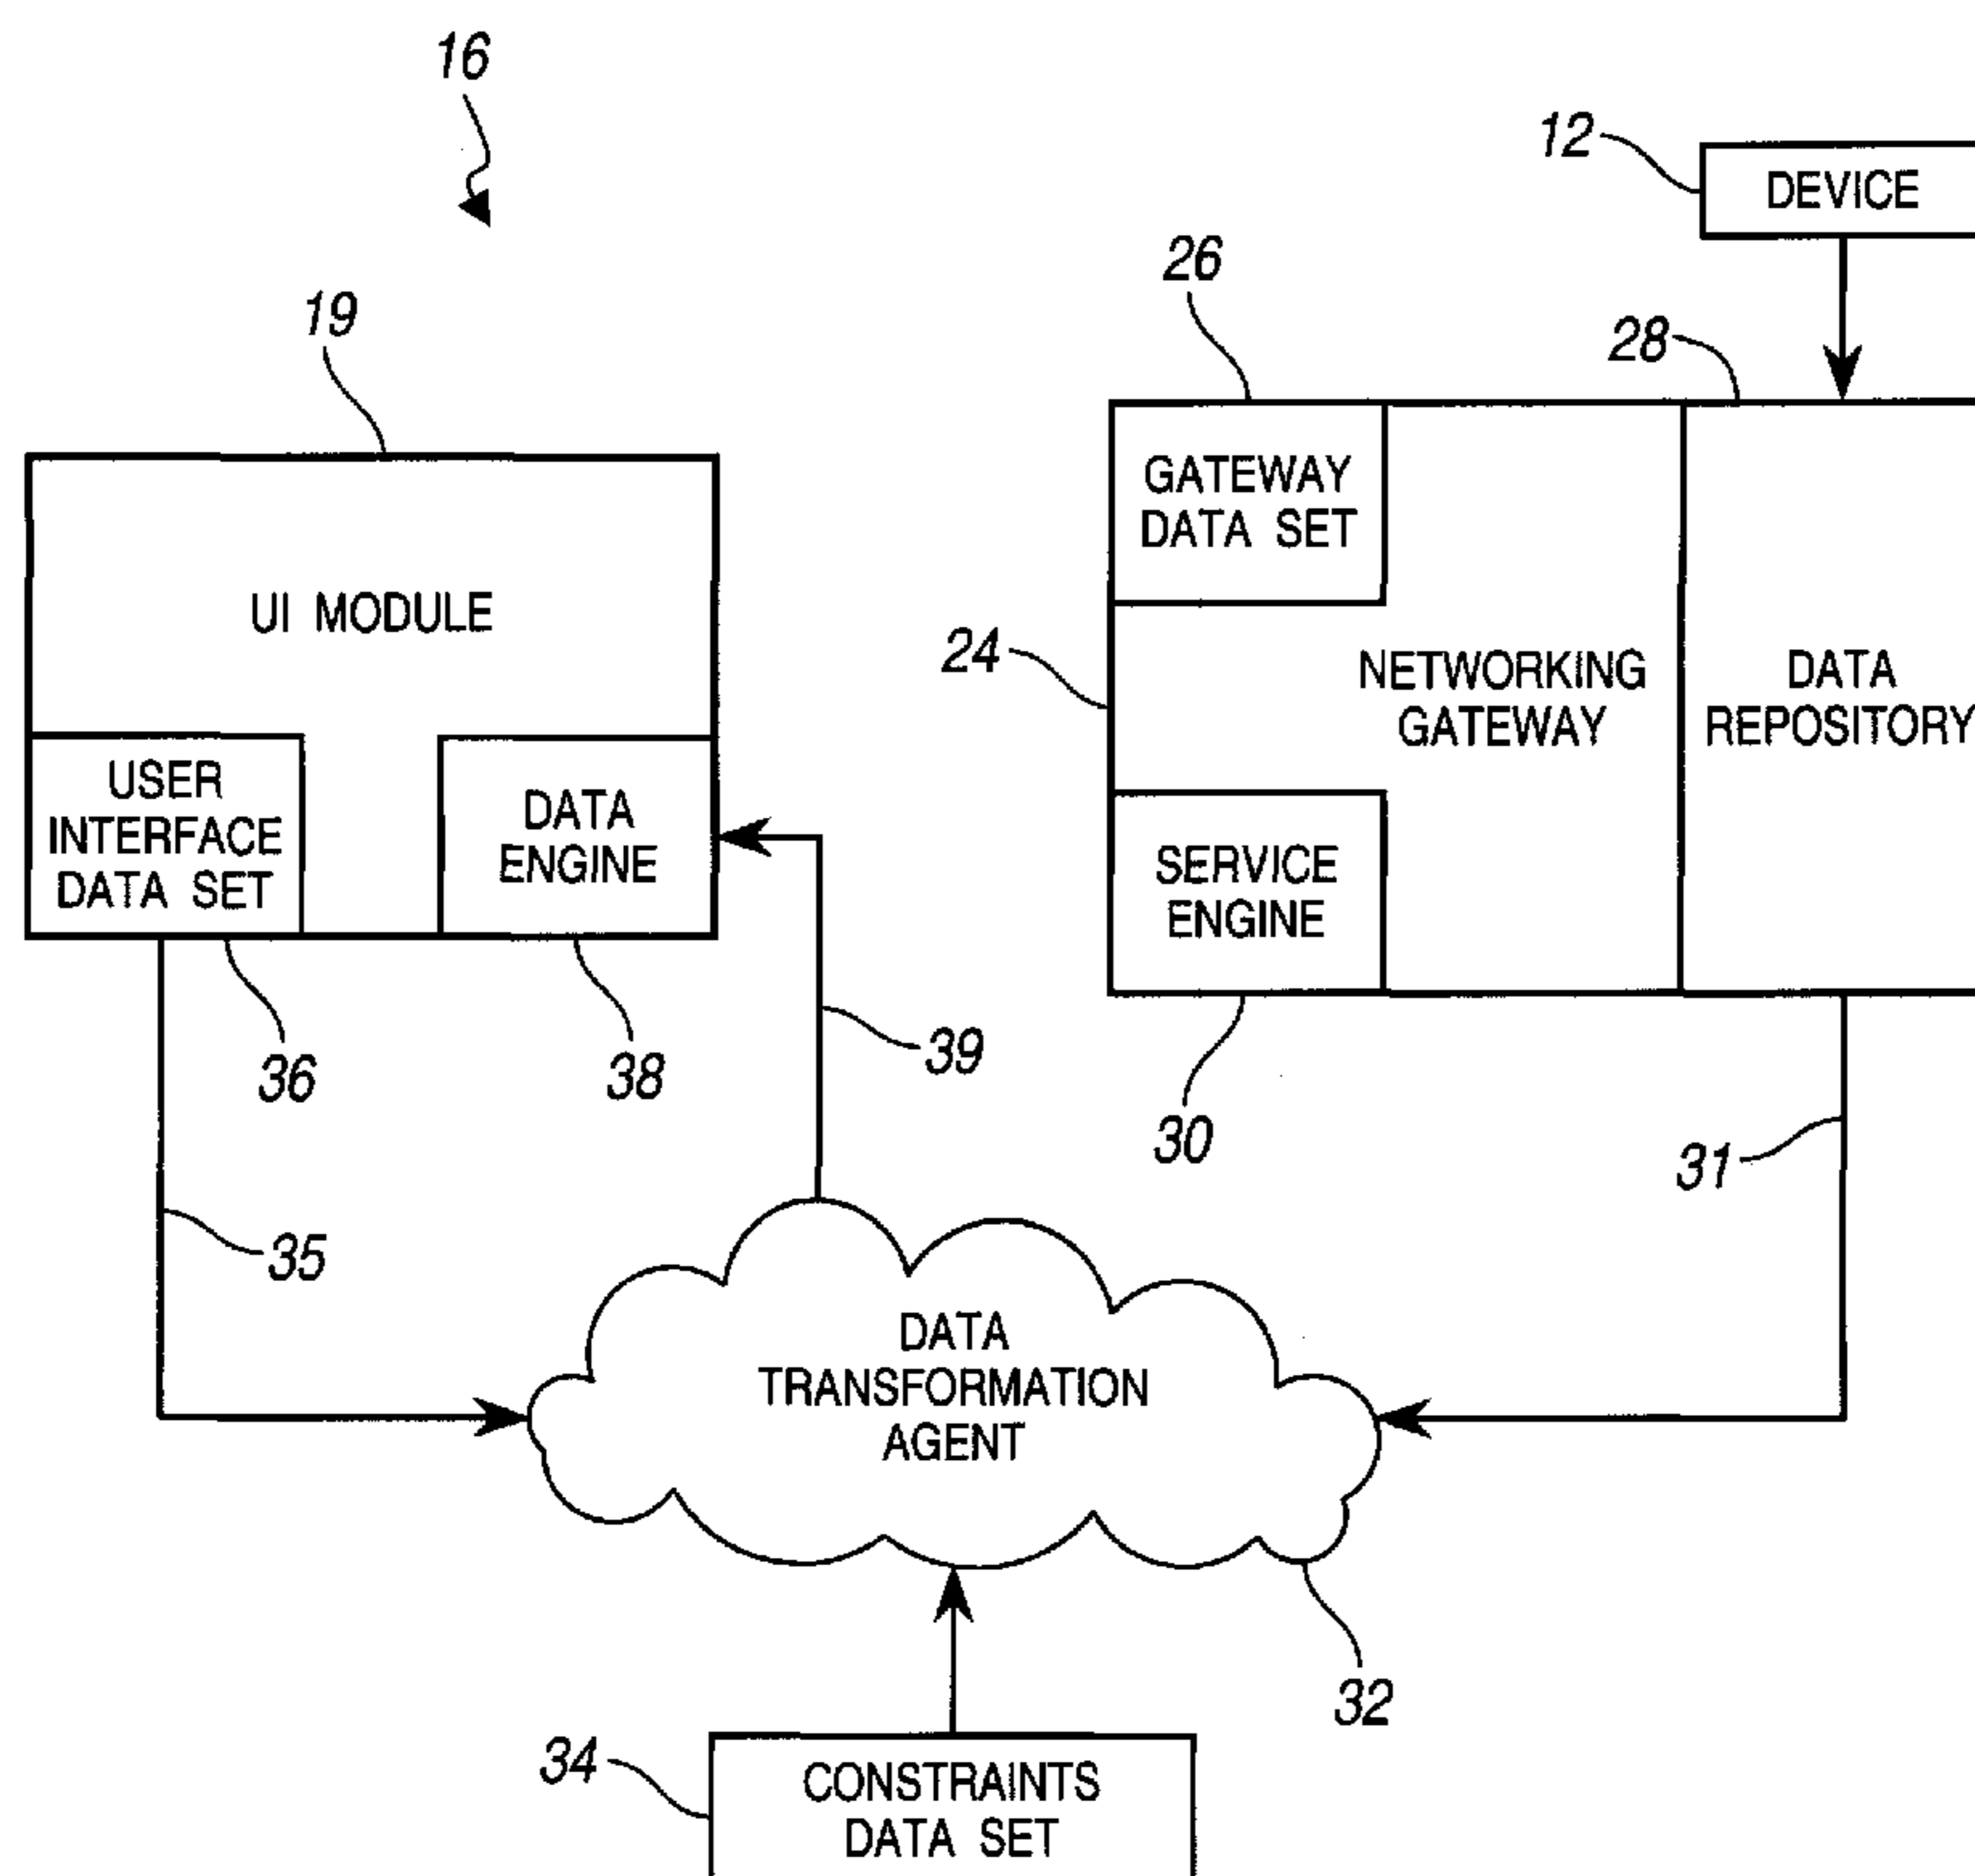 16
12
DEVICE
26
19
28
GATEWAY
DATA SET
UI MODULE
24
NETWORKING
GATEWAY
DATA
REPOSITORY
USER
INTERFACE
DATA SET
DATA
ENGINE
SERVICE
ENGINE
36
38
39
30
31
35
DATA
TRANSFORMATION
AGENT
32
34
CONSTRAINTS
DATA SET